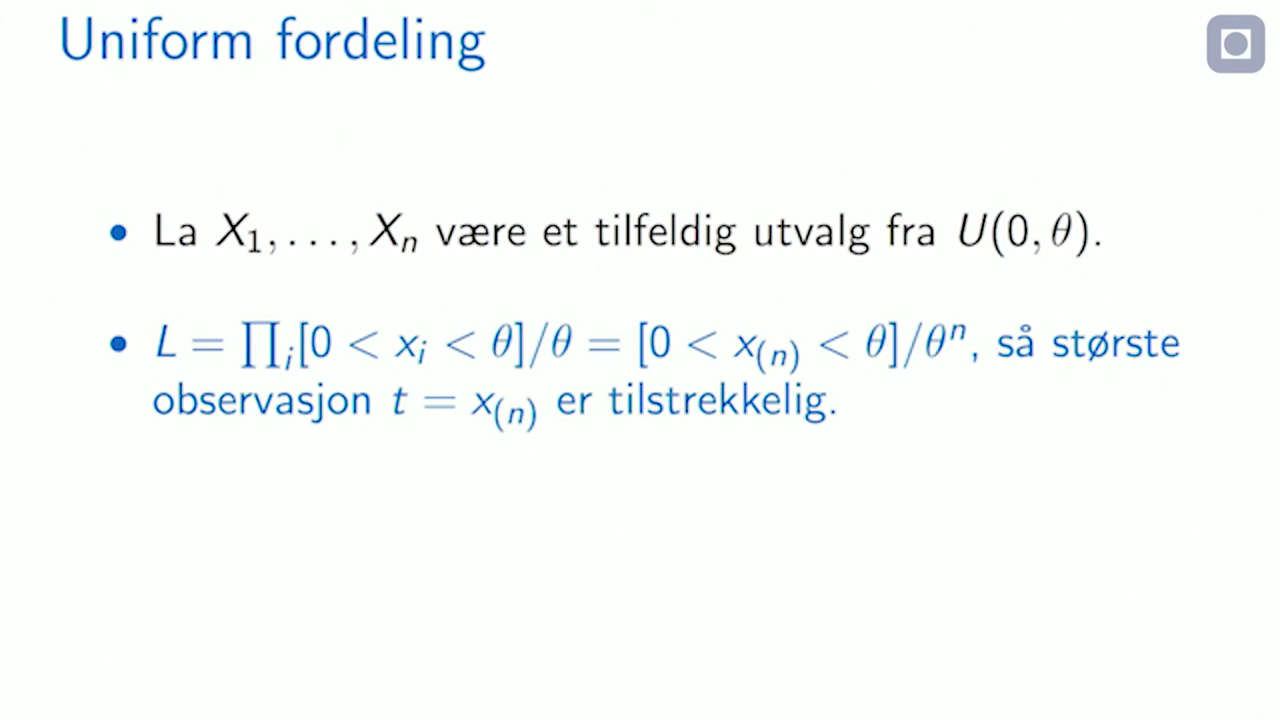 Uniform fordeling
• La X₁, . . . , Xₙ være et tilfeldig utvalg fra U(0, θ).
• L = ∏ᵢ[0 < xᵢ < θ]/θ = [0 < x₍ₙ₎ < θ]/θⁿ, så største
observasjon t = x₍ₙ₎ er tilstrekkelig.